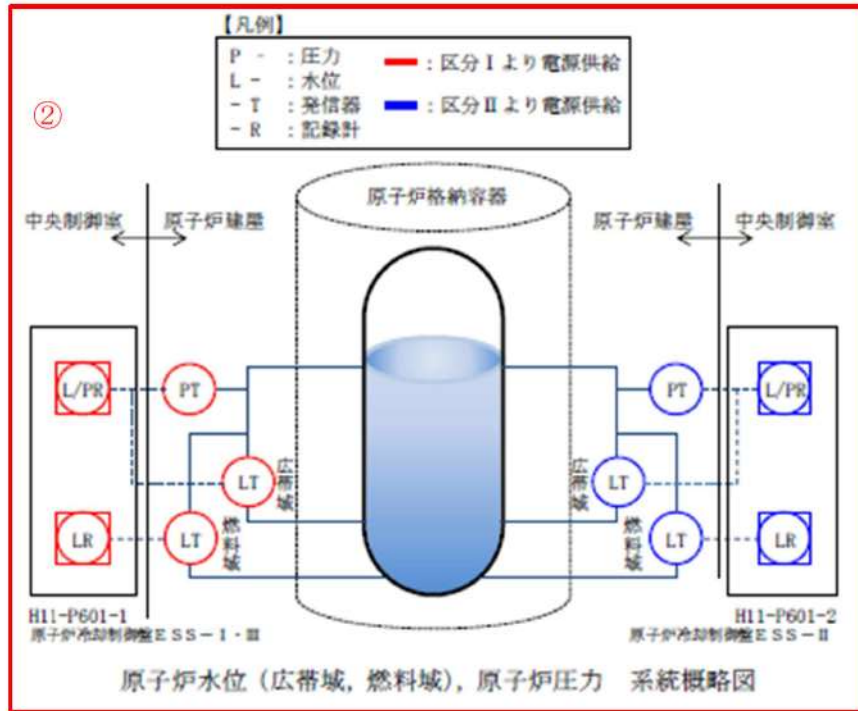 【凡例】
P - ：圧力
L - ：水位
- T ：発信器
- R ：記録計
：区分Ⅰより電源供給
：区分Ⅱより電源供給
②
原子炉格納容器
中央制御室
原子炉建屋
原子炉建屋
中央制御室
L/PR
PT
PT
L/PR
LT
広帯域
広帯域
LT
LR
LT
燃料域
燃料域
LT
LR
H11-P601-1
原子炉冷却制御盤ESS－Ⅰ・Ⅲ
H11-P601-2
原子炉冷却制御盤ESS－Ⅱ
原子炉水位（広帯域，燃料域），原子炉圧力　系統概略図